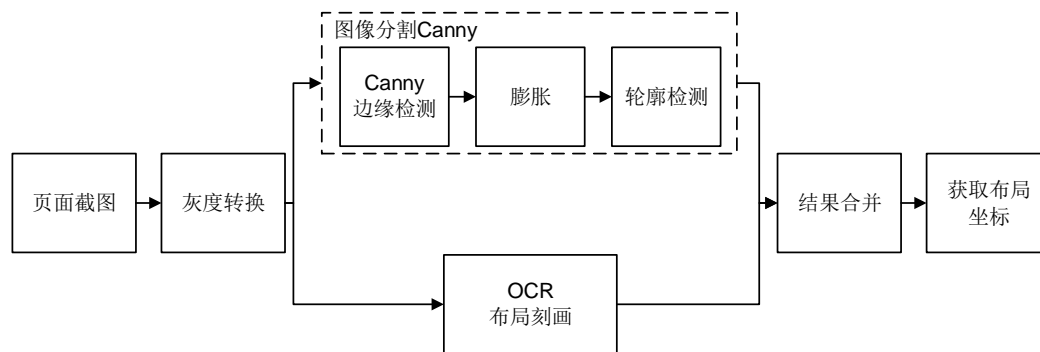 图像分割Canny
Canny
边缘检测
膨胀
轮廓检测
页面截图
灰度转换
结果合并
获取布局
坐标
OCR
布局刻画